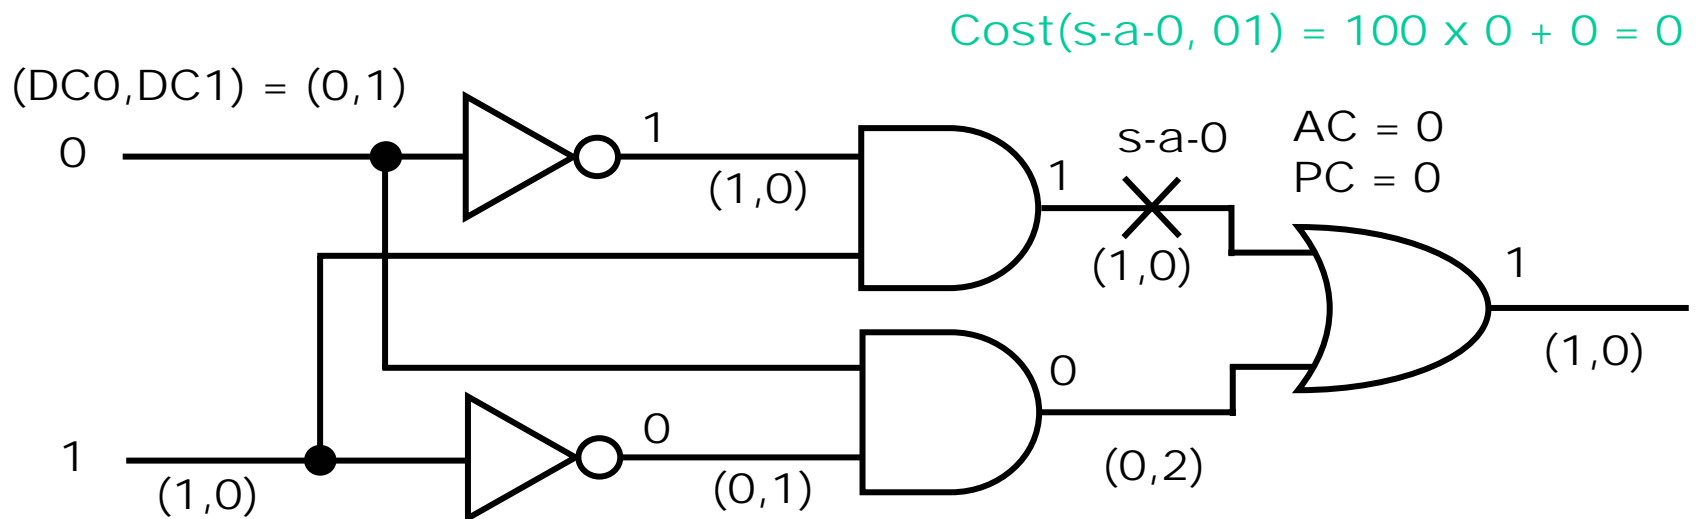 Cost(s-a-0, 01) = 100 x 0 + 0 = 0
(DC0,DC1) = (0,1)
0
1
(1,0)
1
s-a-0
(1,0)
AC = 0
PC = 0
1
(1,0)
0
(0,2)
1
(1,0)
0
(0,1)